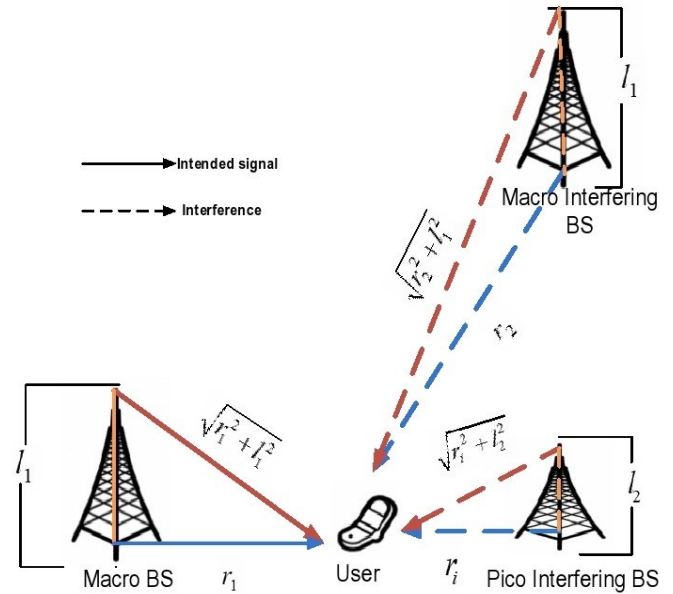 l₁
Intended signal
Interference
Macro Interfering
BS
√(r₂² + l₁²)
r₂
√(r₁² + l₁²)
√(rᵢ² + l₂²)
l₁
l₂
Macro BS
r₁
User
rᵢ
Pico Interfering BS